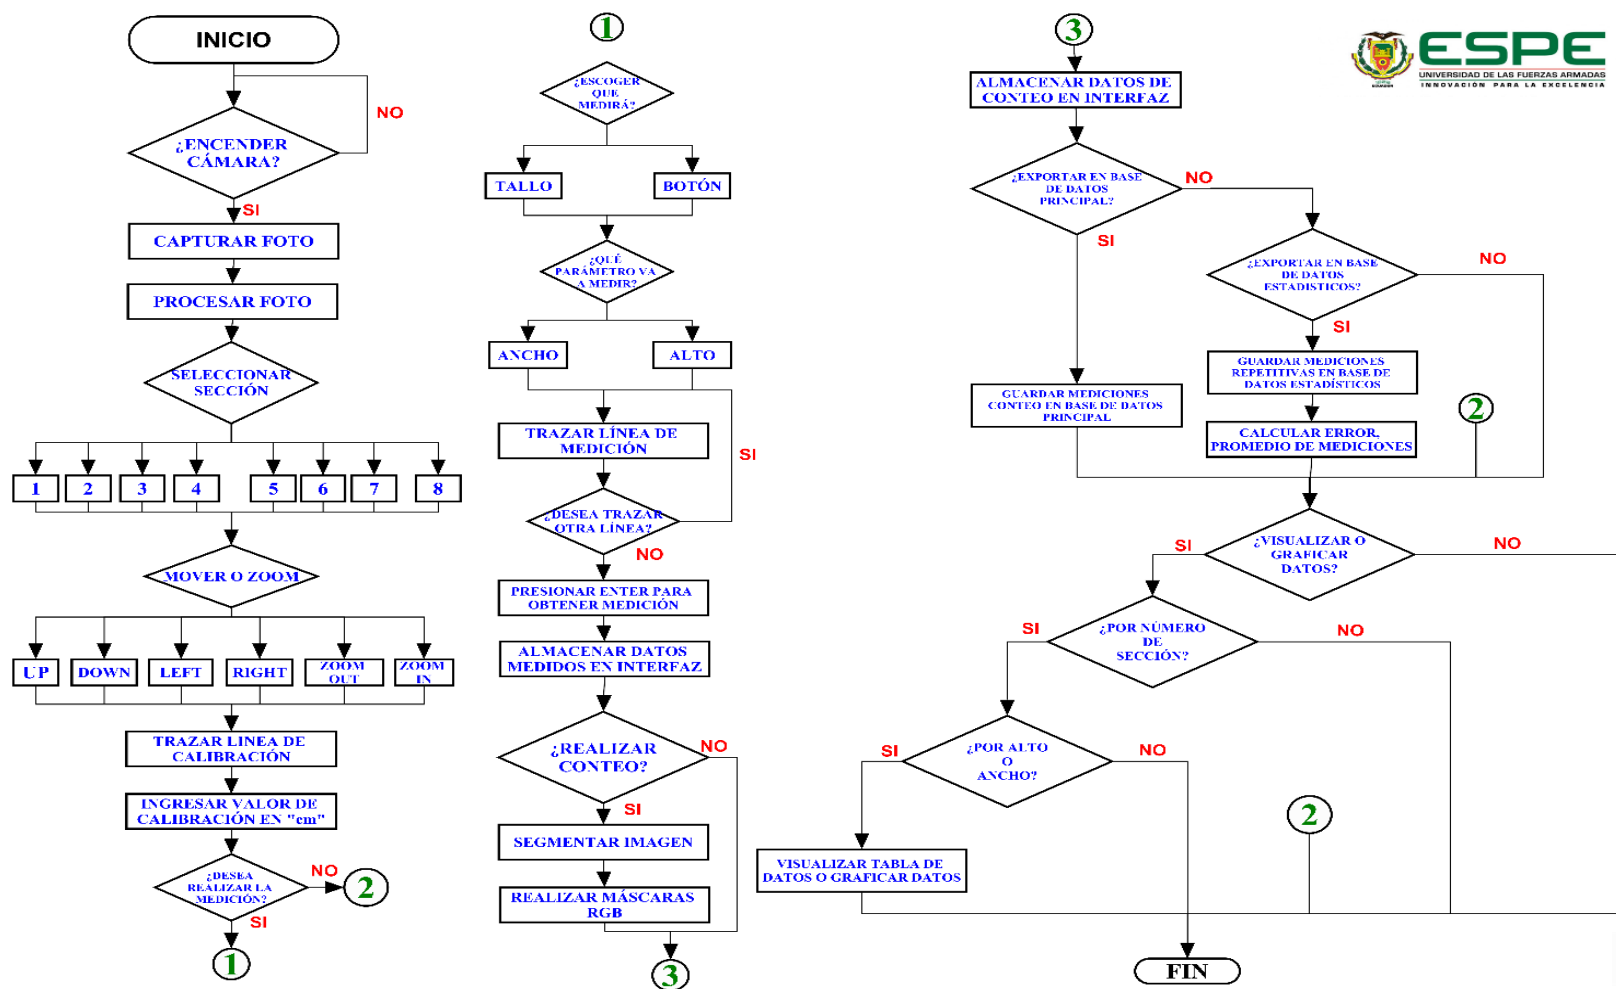 INICIO
NO
¿ENCENDER
CÁMARA?
SI
CAPTURAR FOTO
PROCESAR FOTO
SELECCIONAR
SECCIÓN
1 2 3 4 5 6 7 8
MOVER O ZOOM
UP DOWN LEFT RIGHT ZOOM OUT ZOOM IN
TRAZAR LINEA DE
CALIBRACIÓN
INGRESAR VALOR DE
CALIBRACIÓN EN "cm"
¿DESEA
REALIZAR LA
MEDICIÓN?
NO
2
SI
1
1
¿ESCOGER
QUE
MEDIRÁ?
TALLO BOTÓN
¿QUÉ
PARÁMETRO VA
A MEDIR?
ANCHO ALTO
TRAZAR LÍNEA DE
MEDICIÓN
SI
¿DESEA TRAZAR
OTRA LÍNEA?
NO
PRESIONAR ENTER PARA
OBTENER MEDICIÓN
ALMACENAR DATOS
MEDIDOS EN INTERFAZ
¿REALIZAR
CONTEO?
NO
SI
SEGMENTAR IMAGEN
REALIZAR MÁSCARAS
RGB
3
3
ALMACENAR DATOS DE
CONTEO EN INTERFAZ
¿EXPORTAR EN BASE
DE DATOS
PRINCIPAL?
NO
SI
¿EXPORTAR EN BASE
DE DATOS
ESTADISTICOS?
NO
SI
GUARDAR MEDICIONES
REPETITIVAS EN BASE DE
DATOS ESTADÍSTICOS
GUARDAR MEDICIONES
CONTEO EN BASE DE DATOS
PRINCIPAL
2
CALCULAR ERROR,
PROMEDIO DE MEDICIONES
¿VISUALIZAR O
GRAFICAR
DATOS?
SI
NO
¿POR NÚMERO
DE
SECCIÓN?
SI
NO
¿POR ALTO
O
ANCHO?
SI
NO
2
VISUALIZAR TABLA DE
DATOS O GRAFICAR DATOS
FIN
ESPE
UNIVERSIDAD DE LAS FUERZAS ARMADAS
INNOVACIÓN PARA LA EXCELENCIA
ECUADOR